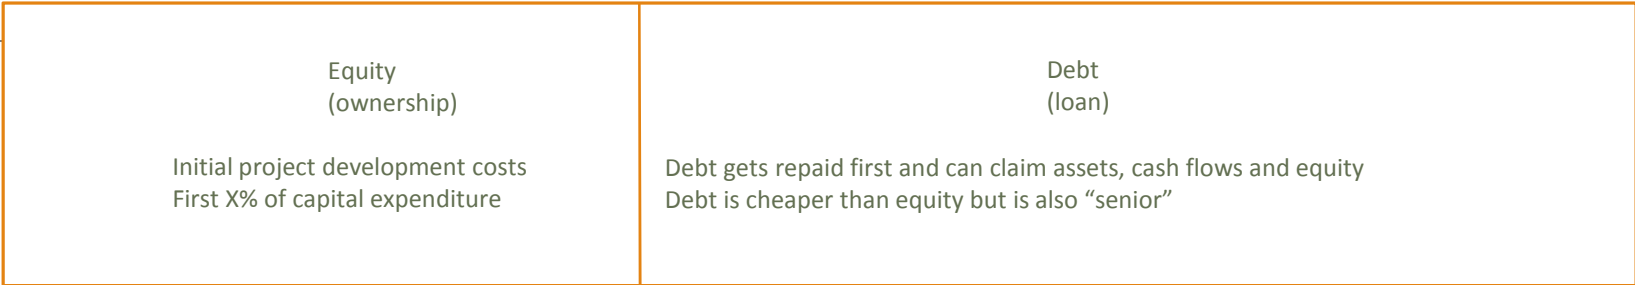 Equity
(ownership)
Initial project development costs
First X% of capital expenditure
Debt
(loan)
Debt gets repaid first and can claim assets, cash flows and equity
Debt is cheaper than equity but is also “senior”